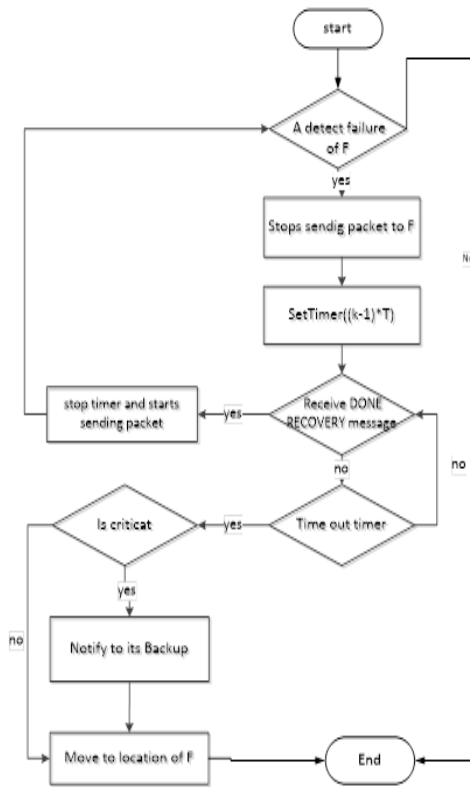 start
A detect failure
of F
yes
Stops sendig packet to F
No
SetTimer((k-1)*T)
stop timer and starts
sending packet
yes
Receive DONE
RECOVERY message
no
no
Is criticat
yes
Time out timer
yes
no
Notify to its Backup
Move to location of F
End